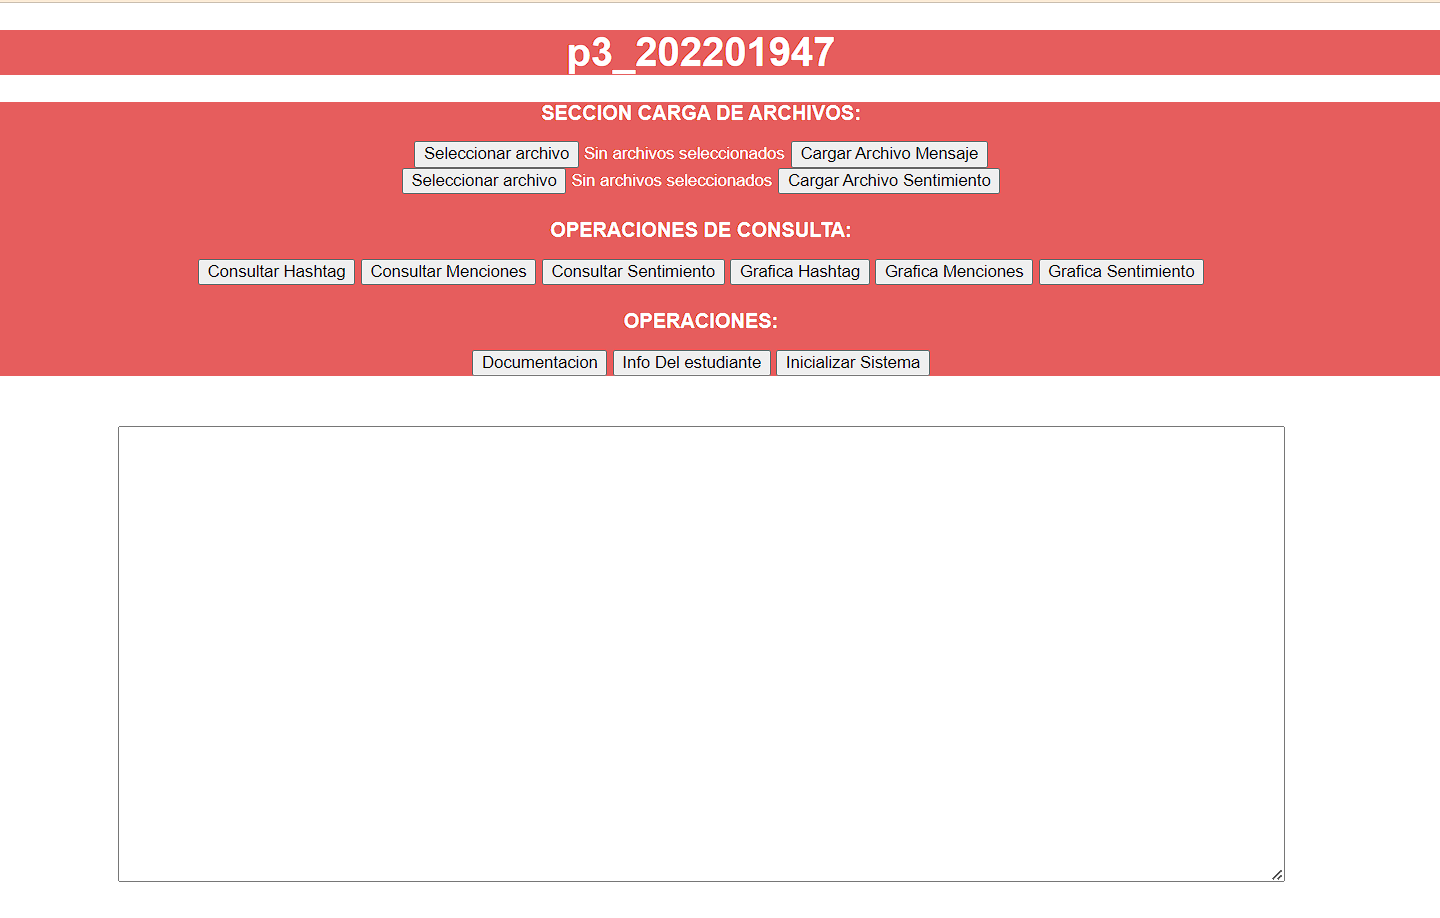 p3_202201947
SECCION CARGA DE ARCHIVOS:
Seleccionar archivo Sin archivos seleccionados Cargar Archivo Mensaje
Seleccionar archivo Sin archivos seleccionados Cargar Archivo Sentimiento
OPERACIONES DE CONSULTA:
Consultar Hashtag Consultar Menciones Consultar Sentimiento Grafica Hashtag Grafica Menciones Grafica Sentimiento
OPERACIONES:
Documentacion Info Del estudiante Inicializar Sistema